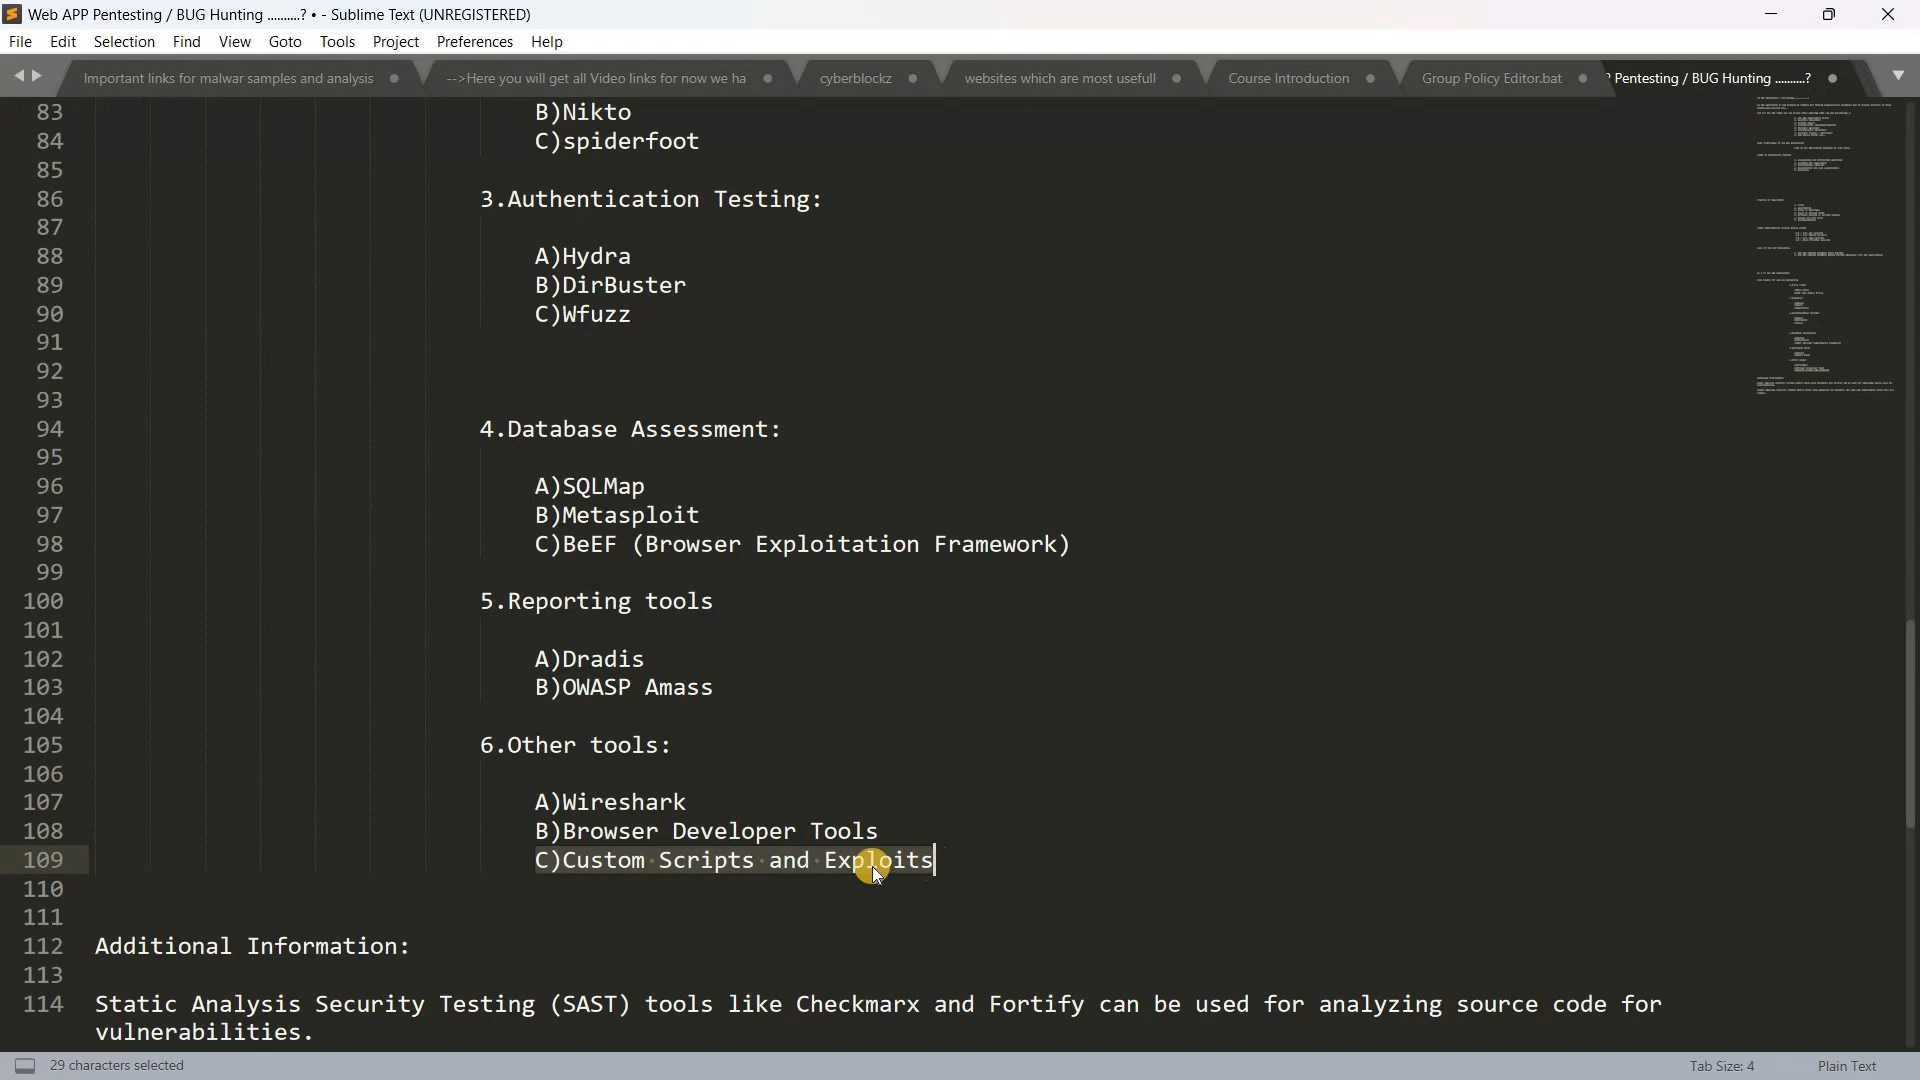 Web APP Pentesting / BUG Hunting ..........? • - Sublime Text (UNREGISTERED)
File Edit Selection Find View Goto Tools Project Preferences Help
Important links for malwar samples and analysis
-->Here you will get all Video links for now we ha
cyberblockz
websites which are most usefull
Course Introduction
Group Policy Editor.bat
? Pentesting / BUG Hunting ..........?
83 B)Nikto
84 C)spiderfoot
85
86 3.Authentication Testing:
87
88 A)Hydra
89 B)DirBuster
90 C)Wfuzz
91
92
93
94 4.Database Assessment:
95
96 A)SQLMap
97 B)Metasploit
98 C)BeEF (Browser Exploitation Framework)
99
100 5.Reporting tools
101
102 A)Dradis
103 B)OWASP Amass
104
105 6.Other tools:
106
107 A)Wireshark
108 B)Browser Developer Tools
109 C)Custom Scripts and Exploits
110
111
112 Additional Information:
113
114 Static Analysis Security Testing (SAST) tools like Checkmarx and Fortify can be used for analyzing source code for
vulnerabilities.
29 characters selected
Tab Size: 4
Plain Text